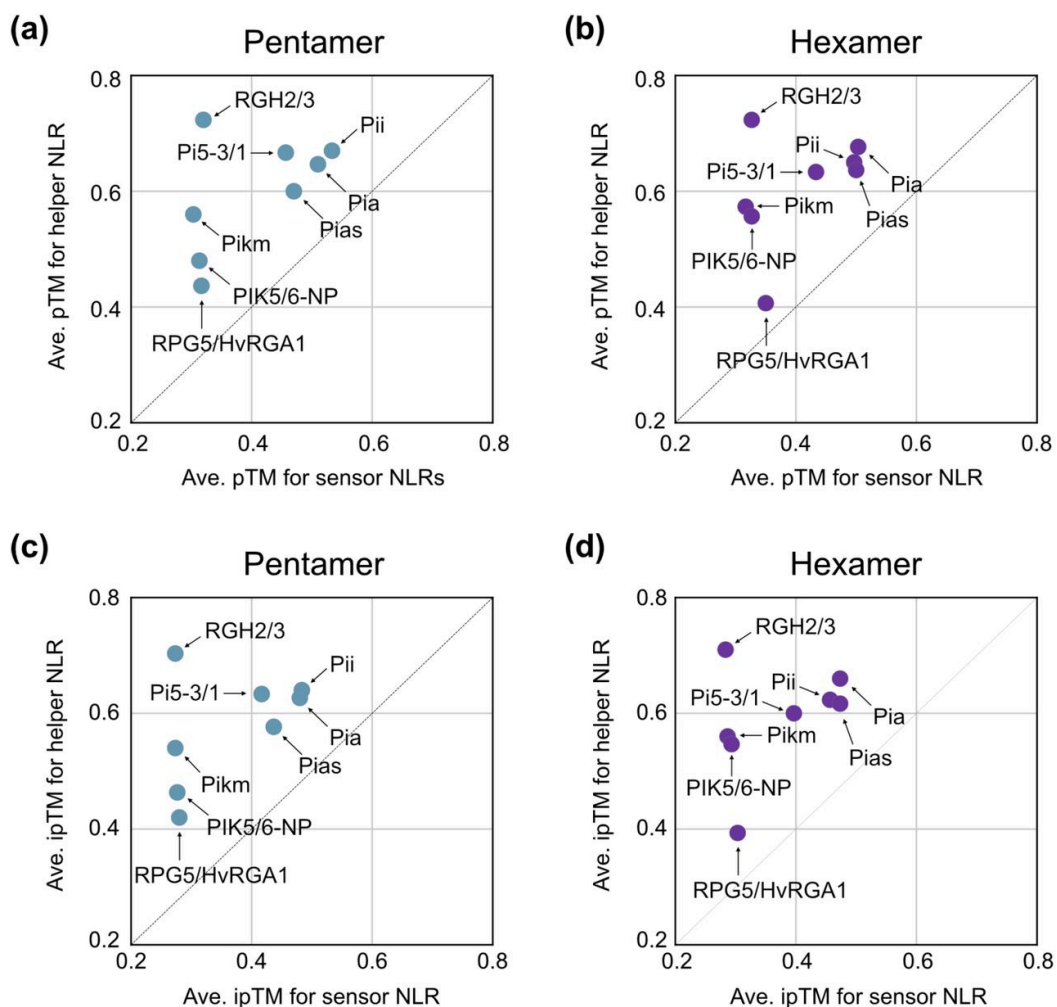 (a)
Pentamer
Ave. pTM for helper NLR
0.8
0.6
0.4
0.2
RGH2/3
Pi5-3/1
Pii
Pia
Pias
Pikm
PIK5/6-NP
RPG5/HvRGA1
0.2 0.4 0.6 0.8
Ave. pTM for sensor NLRs
(b)
Hexamer
Ave. pTM for helper NLR
0.8
0.6
0.4
0.2
RGH2/3
Pii
Pi5-3/1
Pia
Pikm
Pias
PIK5/6-NP
RPG5/HvRGA1
0.2 0.4 0.6 0.8
Ave. pTM for sensor NLR
(c)
Pentamer
Ave. ipTM for helper NLR
0.8
0.6
0.4
0.2
RGH2/3
Pii
Pi5-3/1
Pia
Pias
Pikm
PIK5/6-NP
RPG5/HvRGA1
0.2 0.4 0.6 0.8
Ave. ipTM for sensor NLR
(d)
Hexamer
Ave. ipTM for helper NLR
0.8
0.6
0.4
0.2
RGH2/3
Pii
Pi5-3/1
Pia
Pikm
Pias
PIK5/6-NP
RPG5/HvRGA1
0.2 0.4 0.6 0.8
Ave. ipTM for sensor NLR